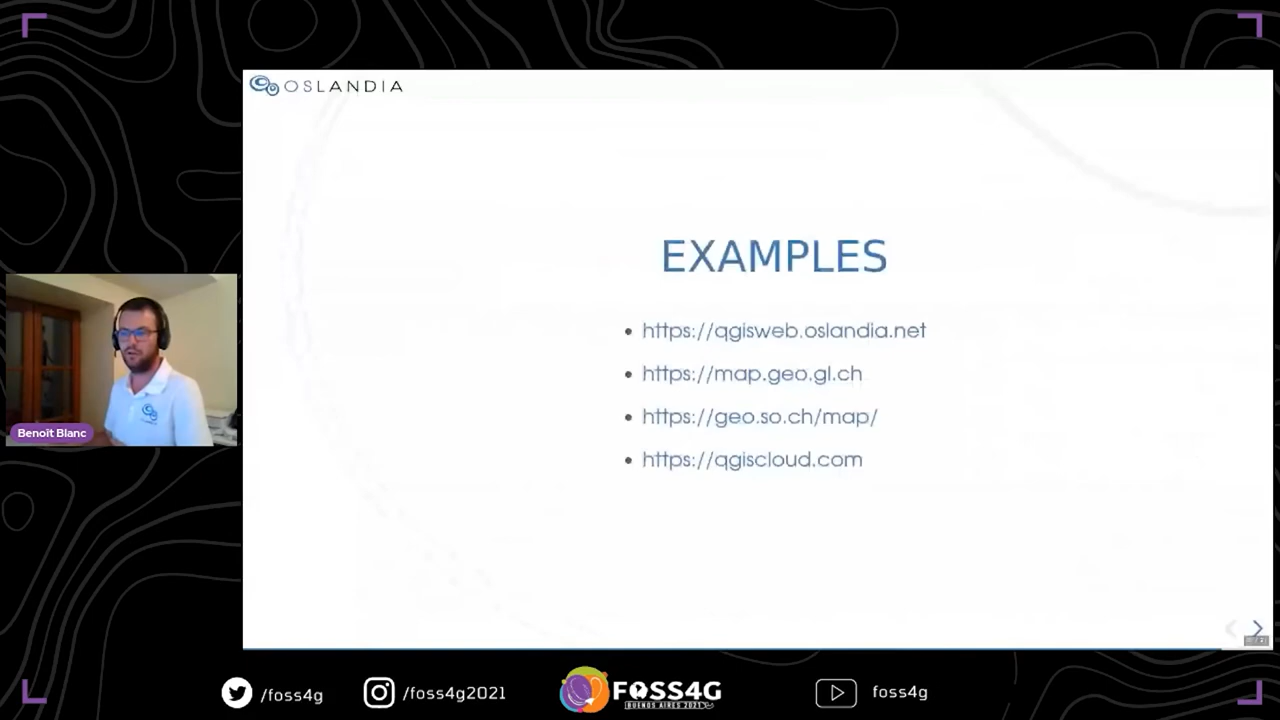 OSLANDIA
EXAMPLES
https://qgisweb.oslandia.net
https://map.geo.gl.ch
https://geo.so.ch/map/
https://qgiscloud.com
Benoît Blanc
/foss4g
/foss4g2021
FOSS4G
BUENOS AIRES 2021
foss4g